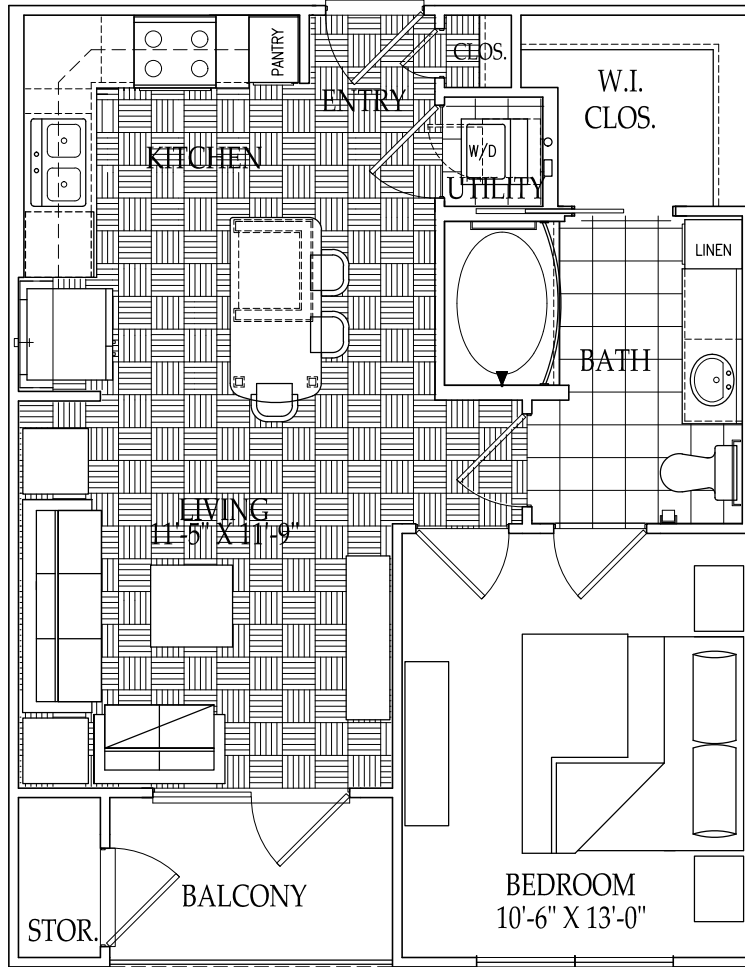 PANTRY
CLOS.
W.I.
CLOS.
ENTRY
KITCHEN
W/D
UTILITY
LINEN
BATH
LIVING
11'-5" X 11'-9"
BEDROOM
10'-6" X 13'-0"
BALCONY
STOR.